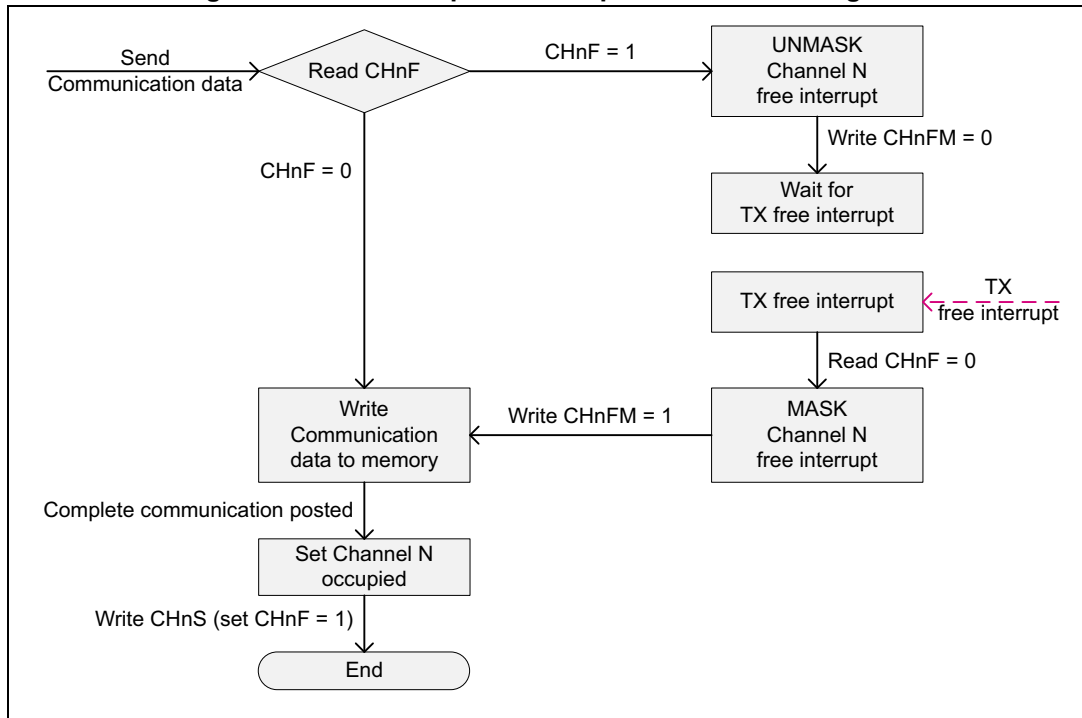 Send
Communication data
Read CHnF
CHnF = 1
UNMASK
Channel N
free interrupt
Write CHnFM = 0
CHnF = 0
Wait for
TX free interrupt
TX free interrupt
TX
free interrupt
Read CHnF = 0
Write
Communication
data to memory
Write CHnFM = 1
MASK
Channel N
free interrupt
Complete communication posted
Set Channel N
occupied
Write CHnS (set CHnF = 1)
End